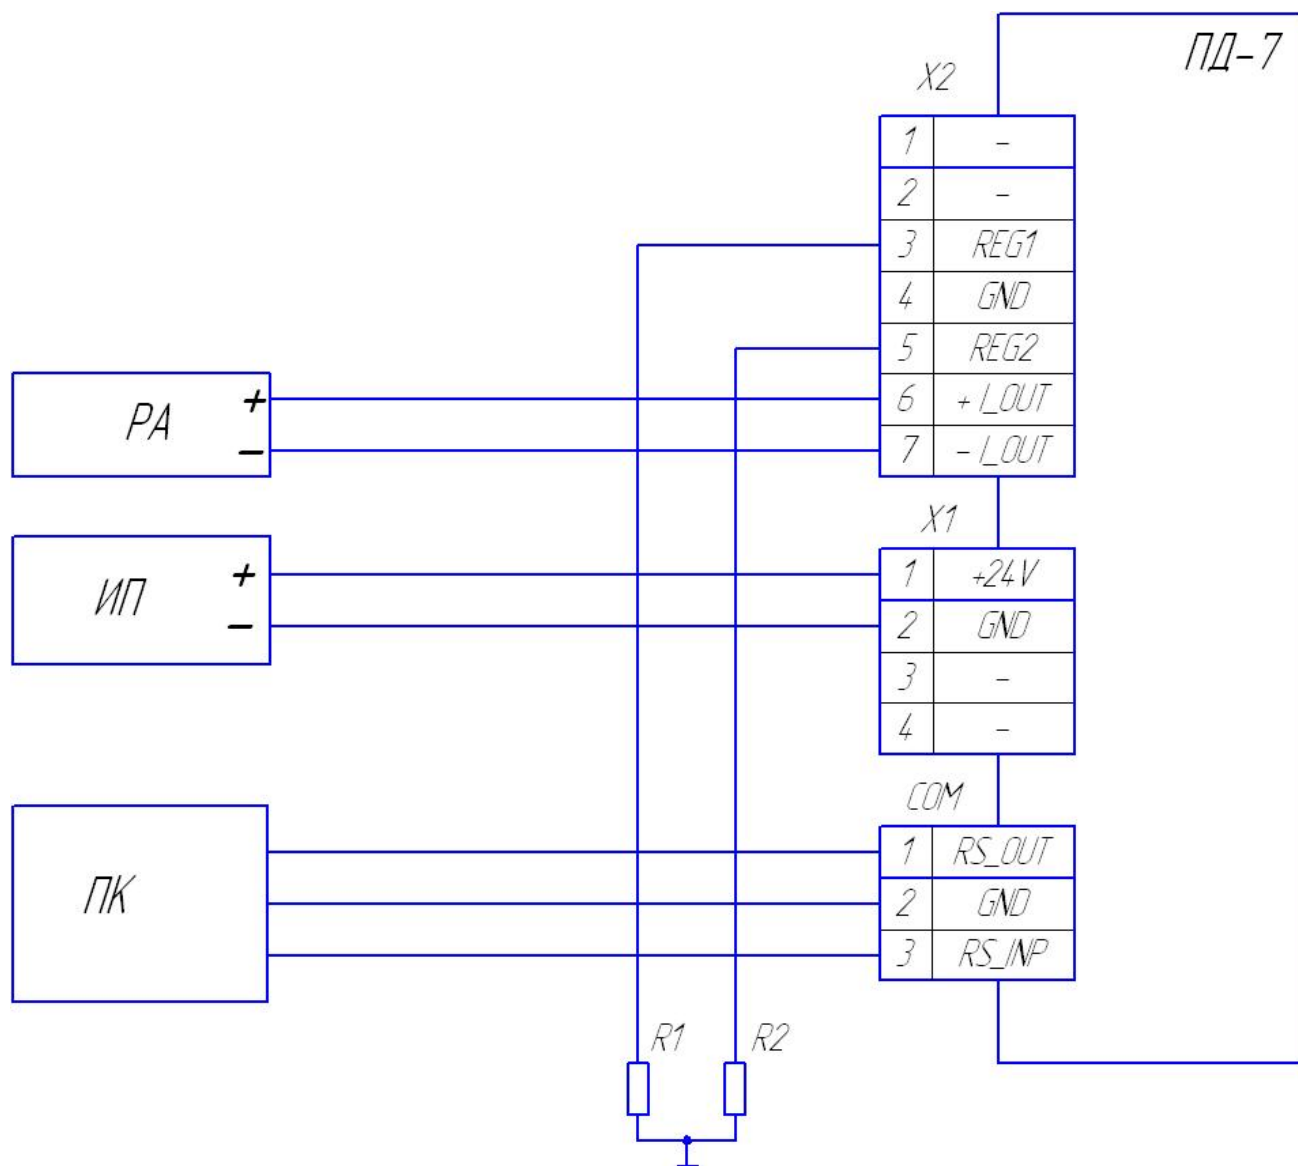 ПД-7
X2
1 -
2 -
3 REG1
4 GND
5 REG2
6 + I_OUT
7 - I_OUT
PA
+
-
X1
1 +24V
2 GND
3 -
4 -
ИП
+
-
COM
1 RS_OUT
2 GND
3 RS_INP
ПК
R1
R2